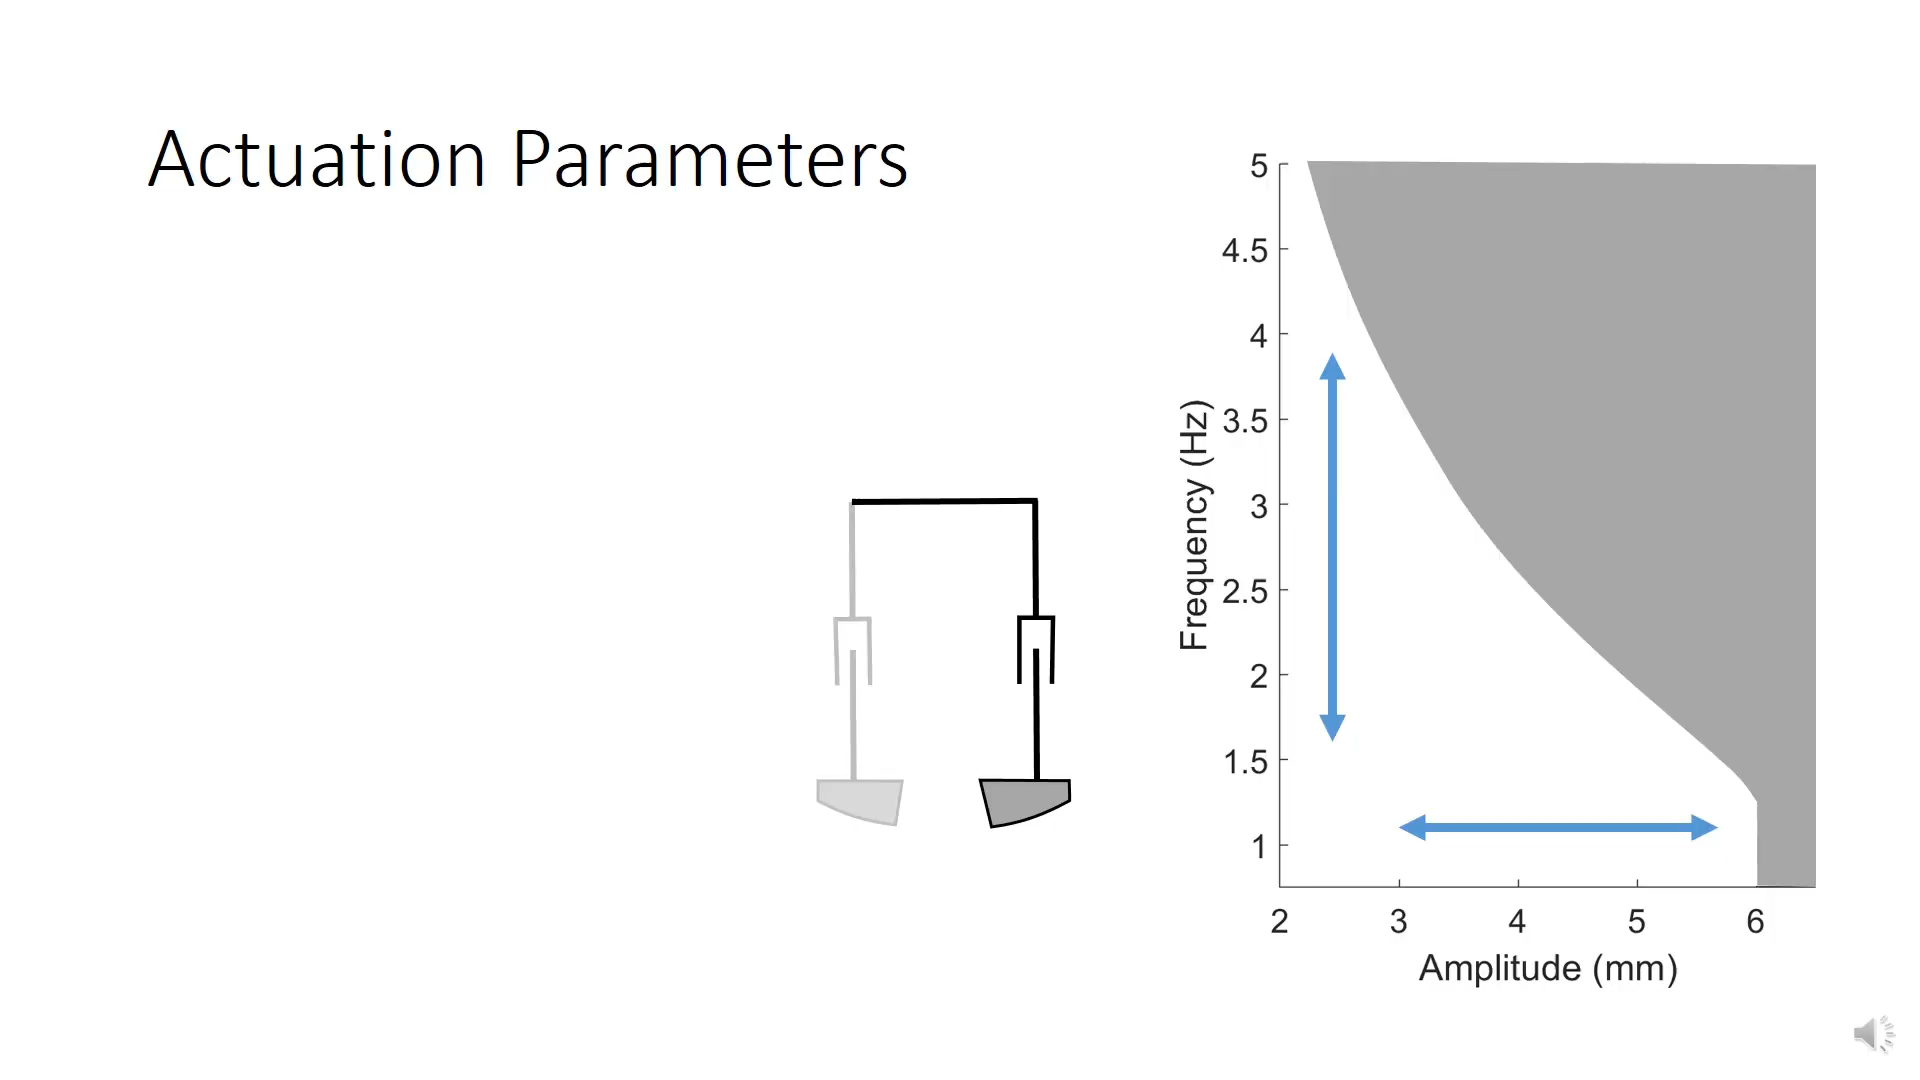 Actuation Parameters
5
4.5
4
3.5
3
2.5
2
1.5
1
Frequency (Hz)
2 3 4 5 6
Amplitude (mm)